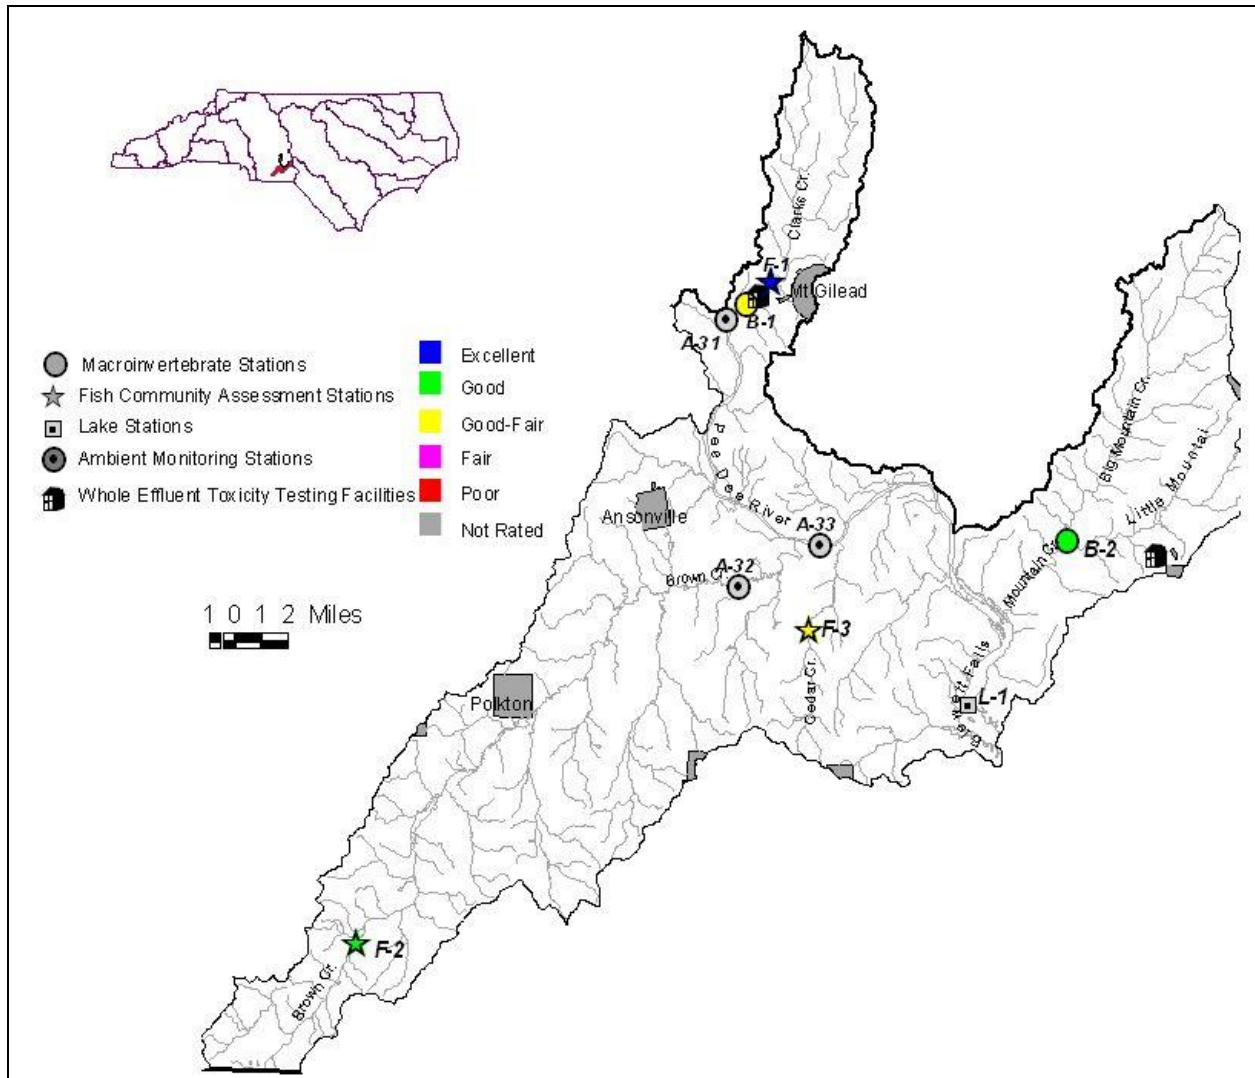 Clarks Cr.
F-1
Mt Gilead
B-1
A-31
Macroinvertebrate Stations
Fish Community Assessment Stations
Lake Stations
Ambient Monitoring Stations
Whole Effluent Toxicity Testing Facilities
Excellent
Good
Good-Fair
Fair
Poor
Not Rated
Pee Dee River
Ansonville
A-33
A-32
Brown Cr.
Big Mountain Cr.
Little Mountai
B-2
Mountain Cr.
F-3
Cedar Cr.
1 0 1 2 Miles
Polkton
L-1
Blewett Falls
F-2
Brown Cr.